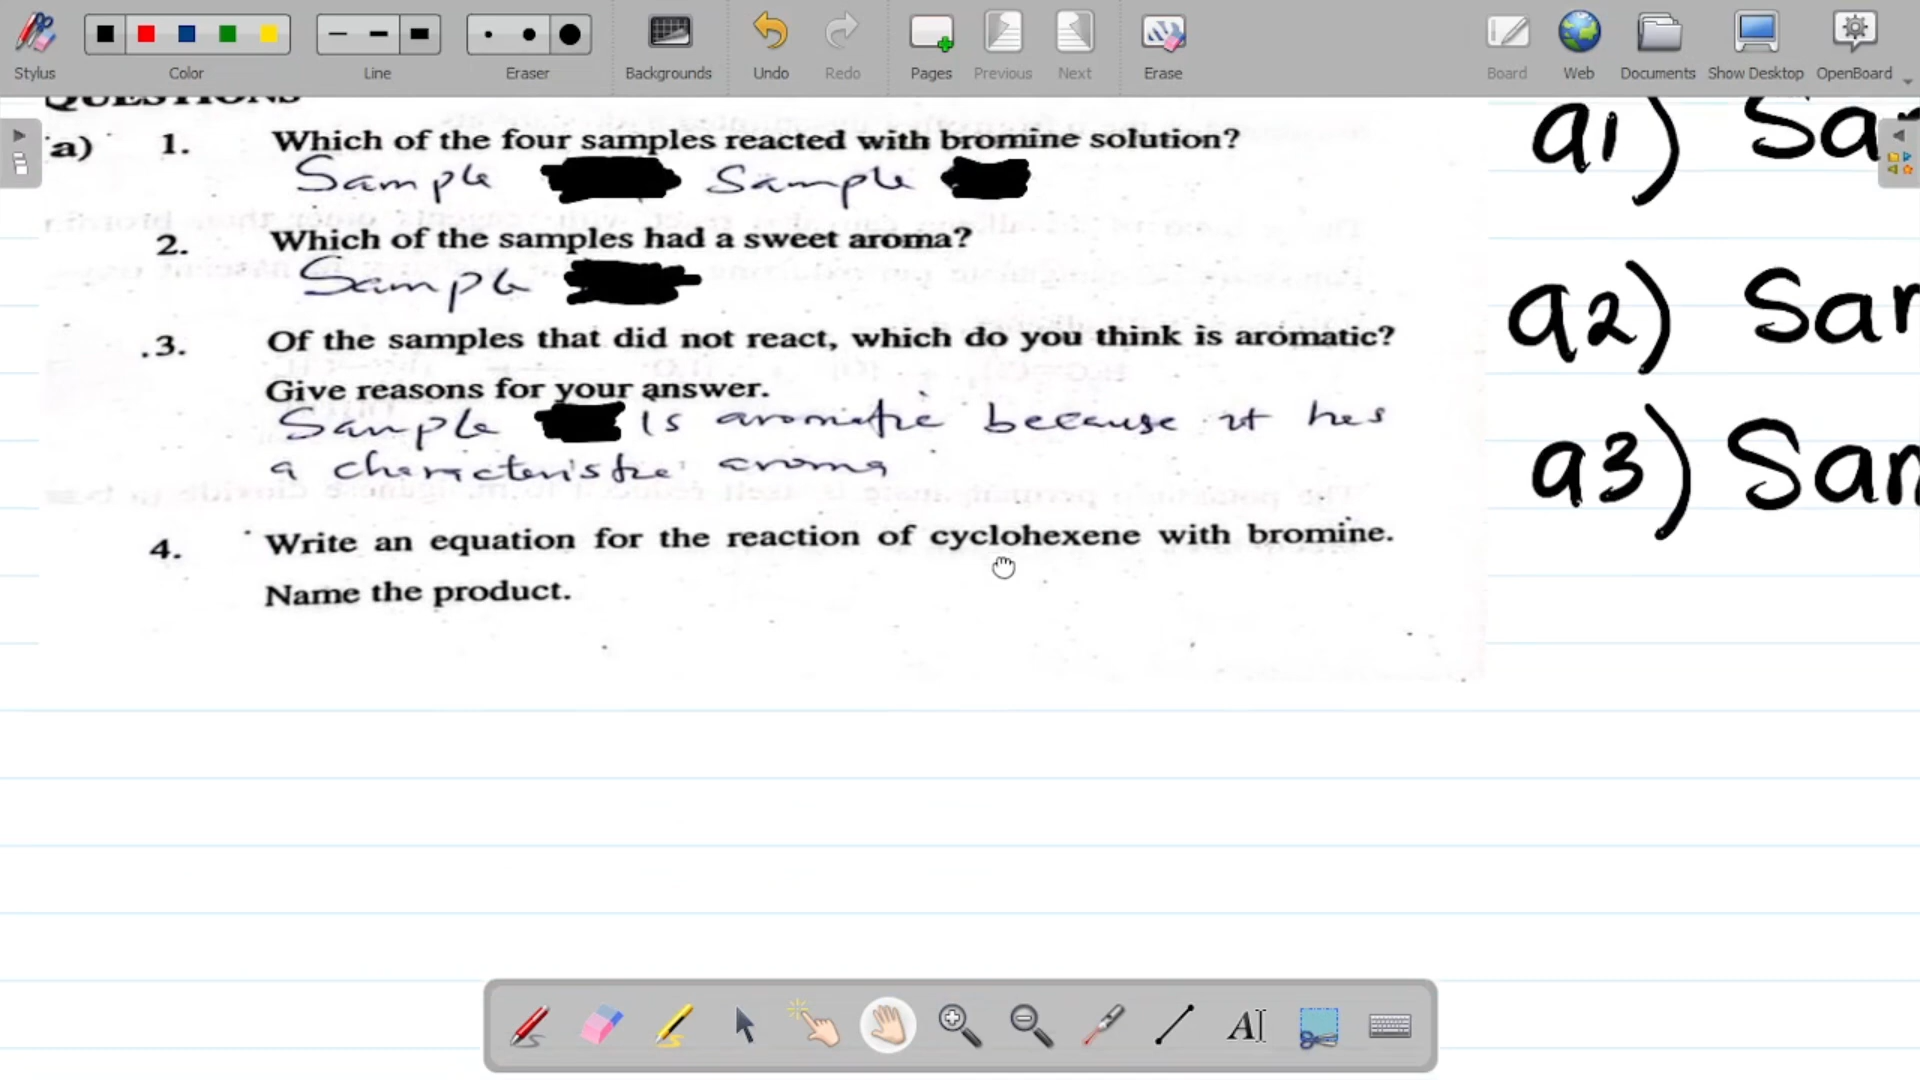 Stylus Color Line Eraser Backgrounds Undo Redo Pages Previous Next Erase Board Web Documents Show Desktop OpenBoard
QUESTIONS
a) 1. Which of the four samples reacted with bromine solution?
Sample Sample
2. Which of the samples had a sweet aroma?
Sample
.3. Of the samples that did not react, which do you think is aromatic?
Give reasons for your answer.
Sample is aromatic because it has
a characteristic aroma
4. Write an equation for the reaction of cyclohexene with bromine.
Name the product.
a1) Sa
a2) Sa
a3) Sa
AI